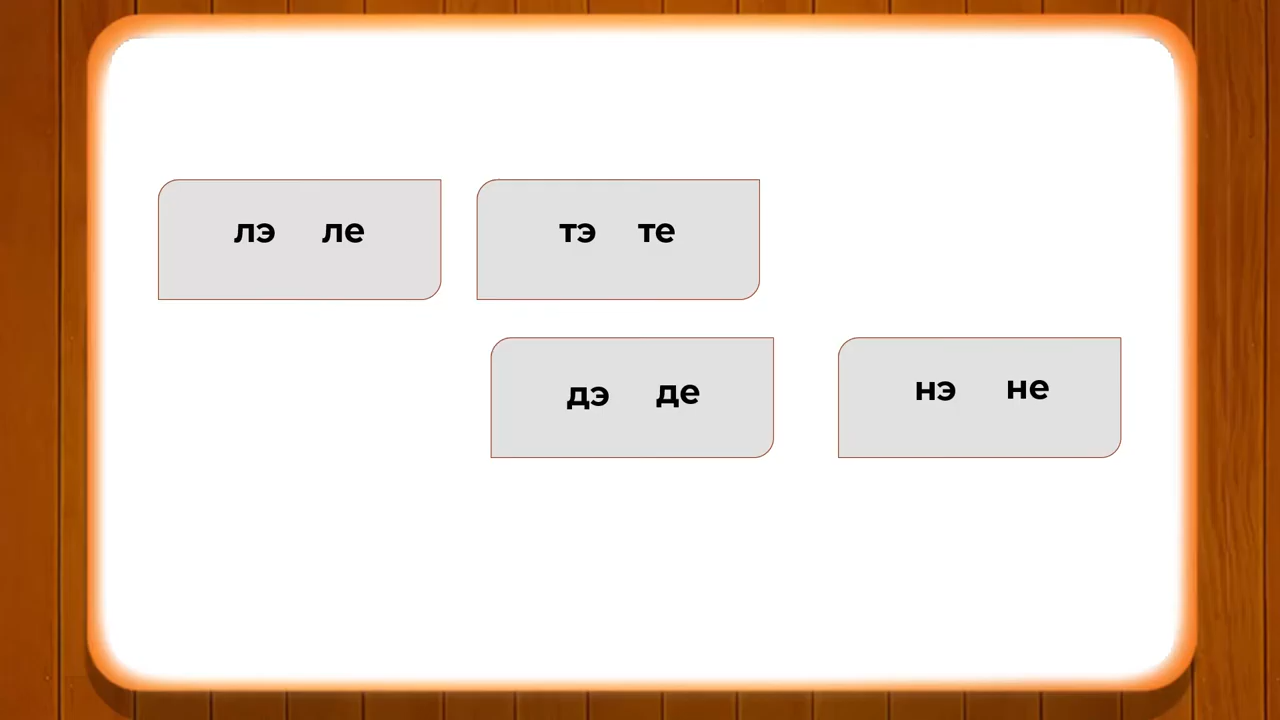 лэ ле тэ те
дэ де нэ не